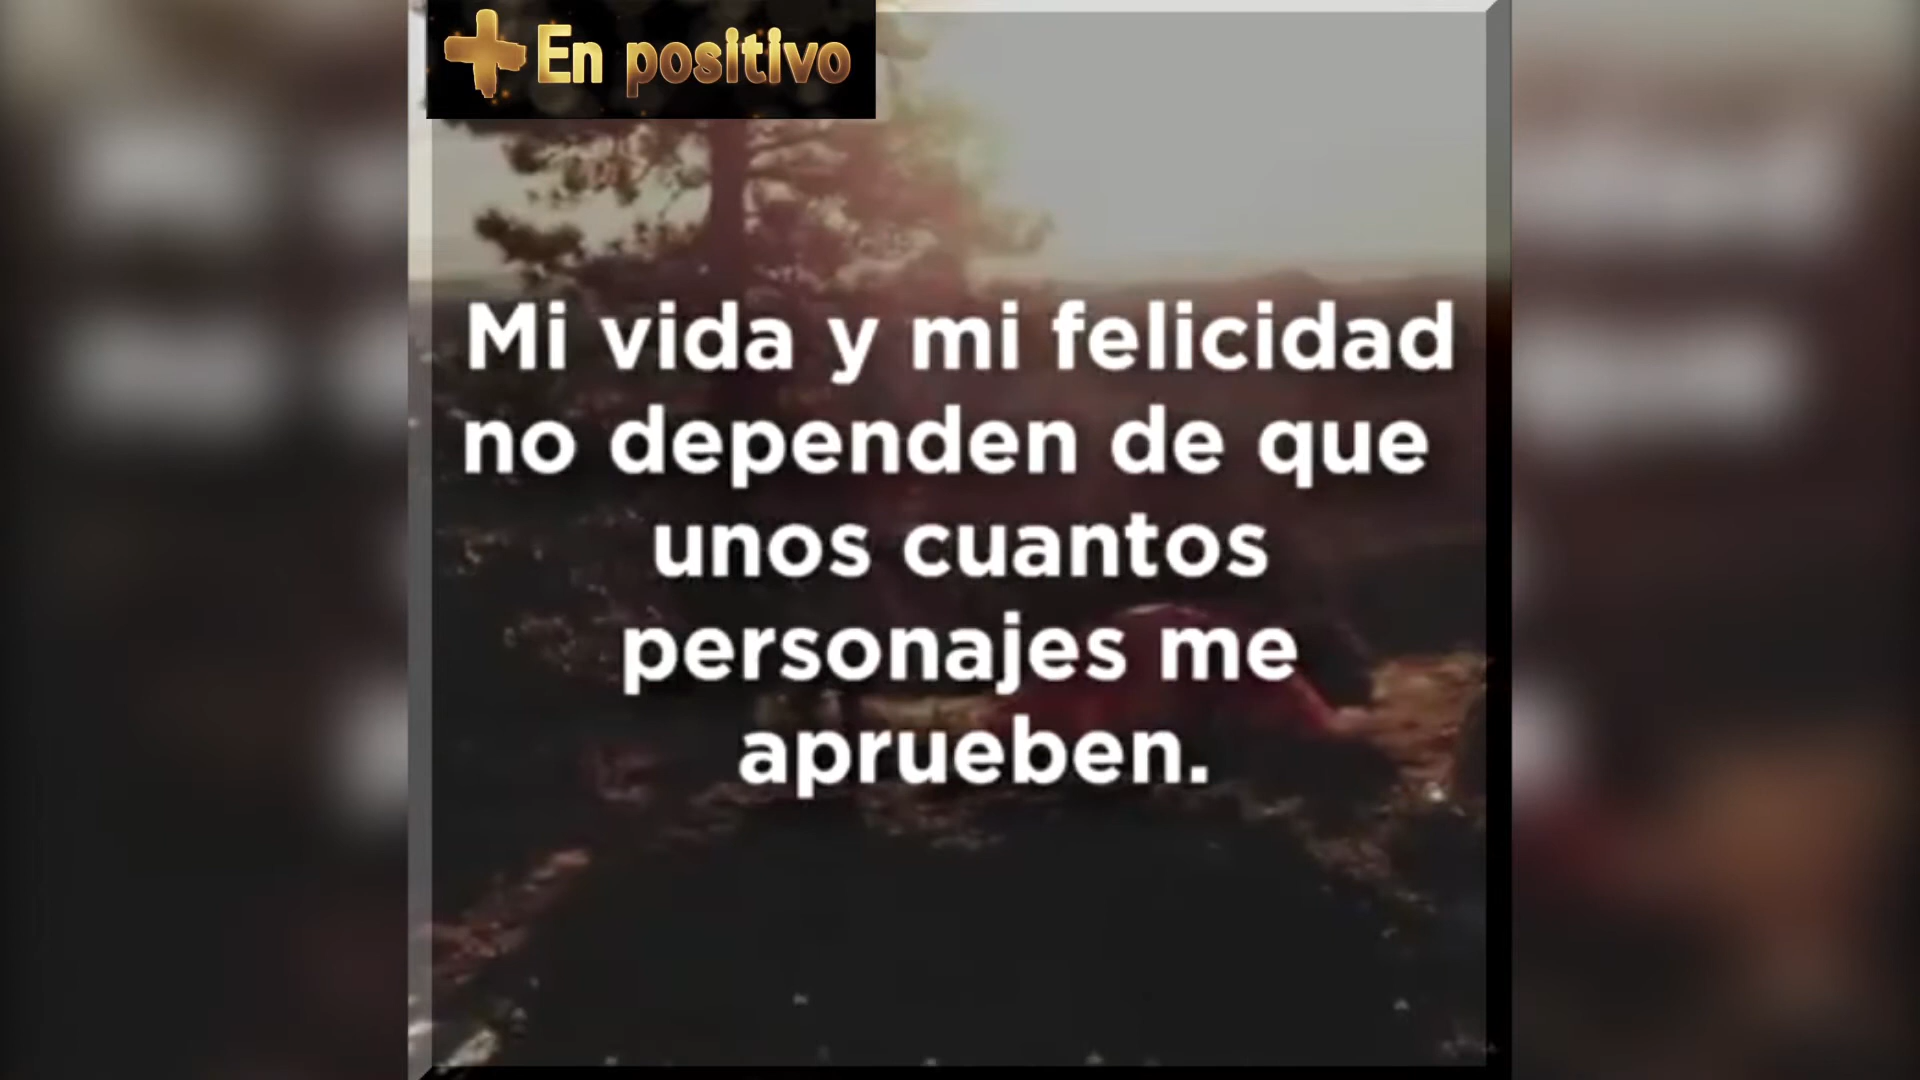 En positivo
Mi vida y mi felicidad
no dependen de que
unos cuantos
personajes me
aprueben.